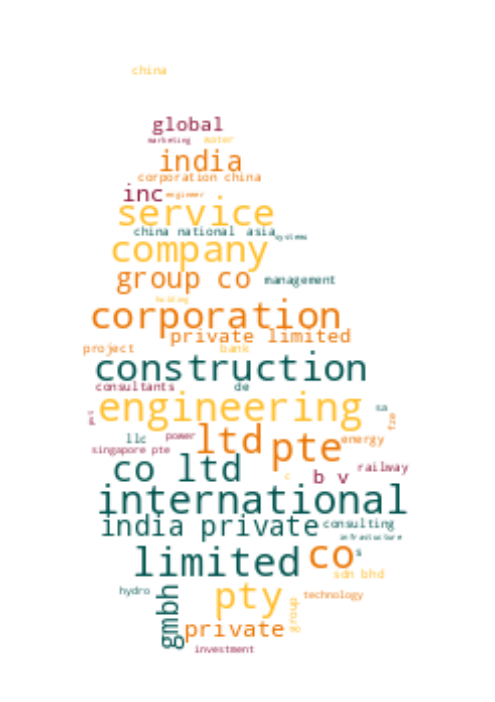 china
global
marketing water
india
corporation china
inc engineer
service
china national asia systems
company
group co management
holding
corporation
private limited
project bank
construction
consultants de
engineering sa
pvt fze
llc power ltd pte energy
singapore pte
co ltd c b v railway
international
india private consulting
infrastucture
limited co s
sdn bhd
hydro gmbh pty group technology
private
investment